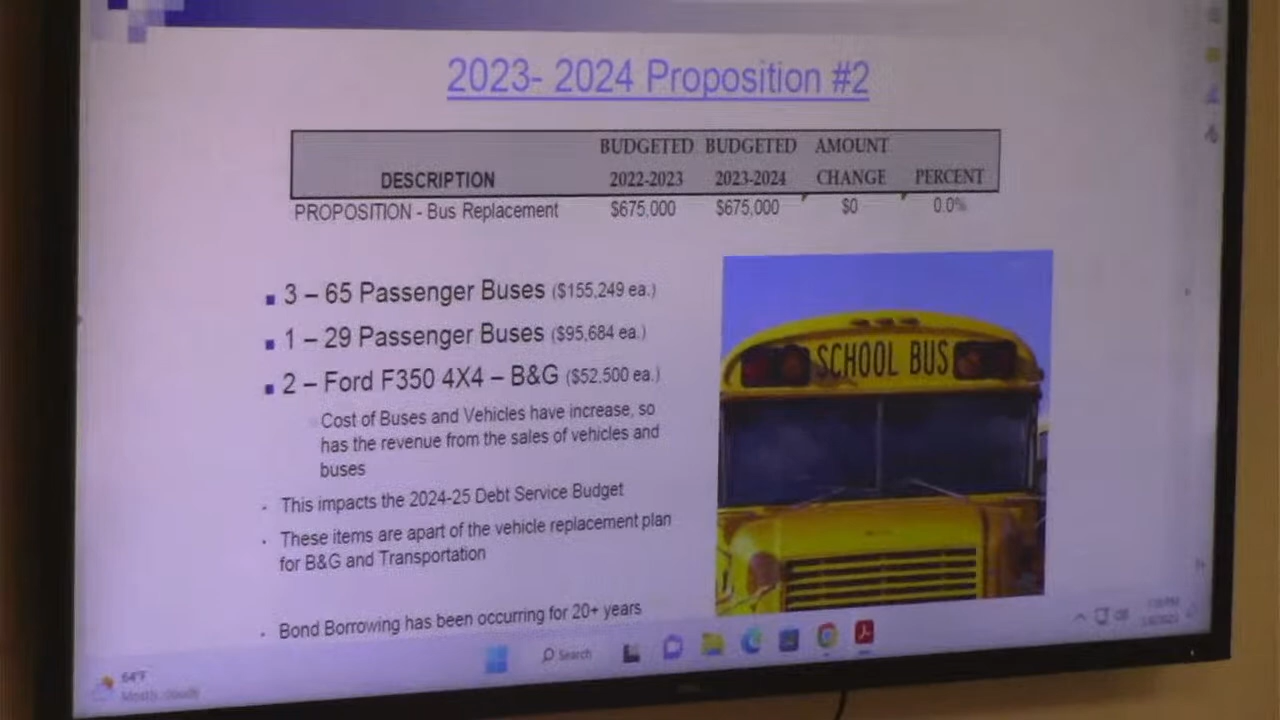 2023- 2024 Proposition #2
BUDGETED BUDGETED AMOUNT
DESCRIPTION 2022-2023 2023-2024 CHANGE PERCENT
PROPOSITION - Bus Replacement $675,000 $675,000 $0 0.0%
3 – 65 Passenger Buses ($155,249 ea.)
1 – 29 Passenger Buses ($95,684 ea.)
2 – Ford F350 4X4 – B&G ($52,500 ea.)
Cost of Buses and Vehicles have increase, so
has the revenue from the sales of vehicles and
buses
This impacts the 2024-25 Debt Service Budget
These items are apart of the vehicle replacement plan
for B&G and Transportation
Bond Borrowing has been occurring for 20+ years
SCHOOL BUS
64°F
Mostly cloudy
Search